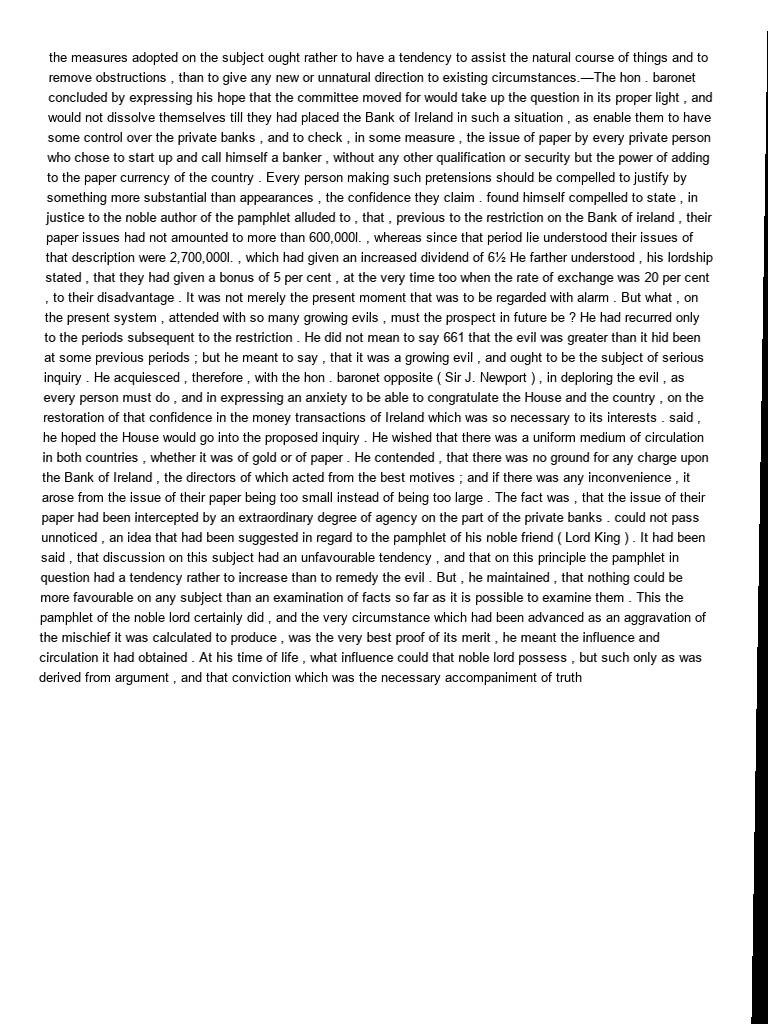 the measures adopted on the subject ought rather to have a tendency to assist the natural course of things and to
remove obstructions , than to give any new or unnatural direction to existing circumstances.—The hon . baronet
concluded by expressing his hope that the committee moved for would take up the question in its proper light , and
would not dissolve themselves till they had placed the Bank of Ireland in such a situation , as enable them to have
some control over the private banks , and to check , in some measure , the issue of paper by every private person
who chose to start up and call himself a banker , without any other qualification or security but the power of adding
to the paper currency of the country . Every person making such pretensions should be compelled to justify by
something more substantial than appearances , the confidence they claim . found himself compelled to state , in
justice to the noble author of the pamphlet alluded to , that , previous to the restriction on the Bank of ireland , their
paper issues had not amounted to more than 600,000l. , whereas since that period lie understood their issues of
that description were 2,700,000l. , which had given an increased dividend of 6½ He farther understood , his lordship
stated , that they had given a bonus of 5 per cent , at the very time too when the rate of exchange was 20 per cent
, to their disadvantage . It was not merely the present moment that was to be regarded with alarm . But what , on
the present system , attended with so many growing evils , must the prospect in future be ? He had recurred only
to the periods subsequent to the restriction . He did not mean to say 661 that the evil was greater than it hid been
at some previous periods ; but he meant to say , that it was a growing evil , and ought to be the subject of serious
inquiry . He acquiesced , therefore , with the hon . baronet opposite ( Sir J. Newport ) , in deploring the evil , as
every person must do , and in expressing an anxiety to be able to congratulate the House and the country , on the
restoration of that confidence in the money transactions of Ireland which was so necessary to its interests . said ,
he hoped the House would go into the proposed inquiry . He wished that there was a uniform medium of circulation
in both countries , whether it was of gold or of paper . He contended , that there was no ground for any charge upon
the Bank of Ireland , the directors of which acted from the best motives ; and if there was any inconvenience , it
arose from the issue of their paper being too small instead of being too large . The fact was , that the issue of their
paper had been intercepted by an extraordinary degree of agency on the part of the private banks . could not pass
unnoticed , an idea that had been suggested in regard to the pamphlet of his noble friend ( Lord King ) . It had been
said , that discussion on this subject had an unfavourable tendency , and that on this principle the pamphlet in
question had a tendency rather to increase than to remedy the evil . But , he maintained , that nothing could be
more favourable on any subject than an examination of facts so far as it is possible to examine them . This the
pamphlet of the noble lord certainly did , and the very circumstance which had been advanced as an aggravation of
the mischief it was calculated to produce , was the very best proof of its merit , he meant the influence and
circulation it had obtained . At his time of life , what influence could that noble lord possess , but such only as was
derived from argument , and that conviction which was the necessary accompaniment of truth